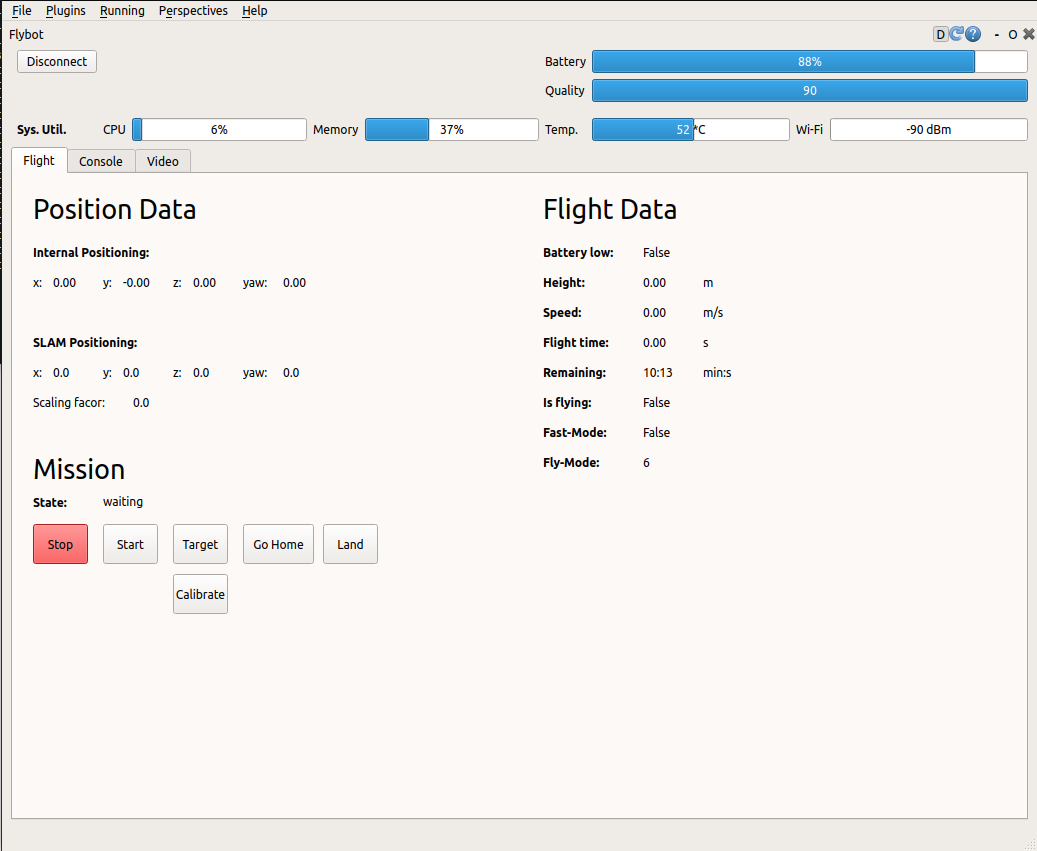 File Plugins Running Perspectives Help
Flybot D ? - O
Disconnect Battery 88%
Quality 90
Sys. Util. CPU 6% Memory 37% Temp. 52 °C Wi-Fi -90 dBm
Flight Console Video
Position Data
Internal Positioning:
x: 0.00 y: -0.00 z: 0.00 yaw: 0.00
SLAM Positioning:
x: 0.0 y: 0.0 z: 0.0 yaw: 0.0
Scaling facor: 0.0
Mission
State: waiting
Stop Start Target Go Home Land
Calibrate
Flight Data
Battery low: False
Height: 0.00 m
Speed: 0.00 m/s
Flight time: 0.00 s
Remaining: 10:13 min:s
Is flying: False
Fast-Mode: False
Fly-Mode: 6